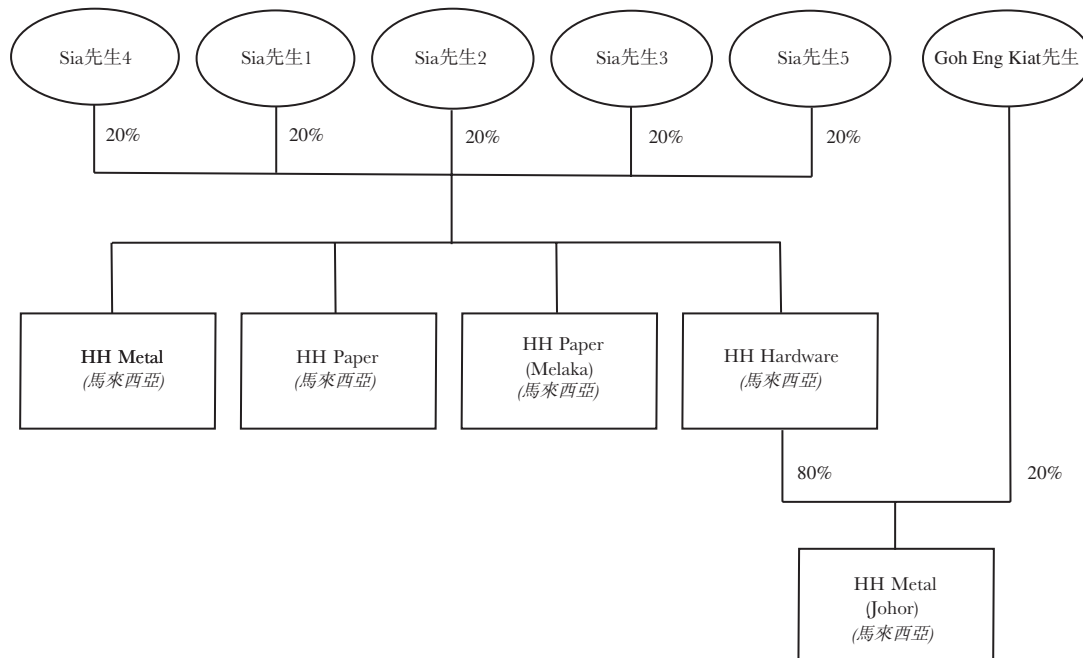 Sia先生4
Sia先生1
Sia先生2
Sia先生3
Sia先生5
Goh Eng Kiat先生
20%
20%
20%
20%
20%
HH Metal
(馬來西亞)
HH Paper
(馬來西亞)
HH Paper
(Melaka)
(馬來西亞)
HH Hardware
(馬來西亞)
80%
20%
HH Metal
(Johor)
(馬來西亞)